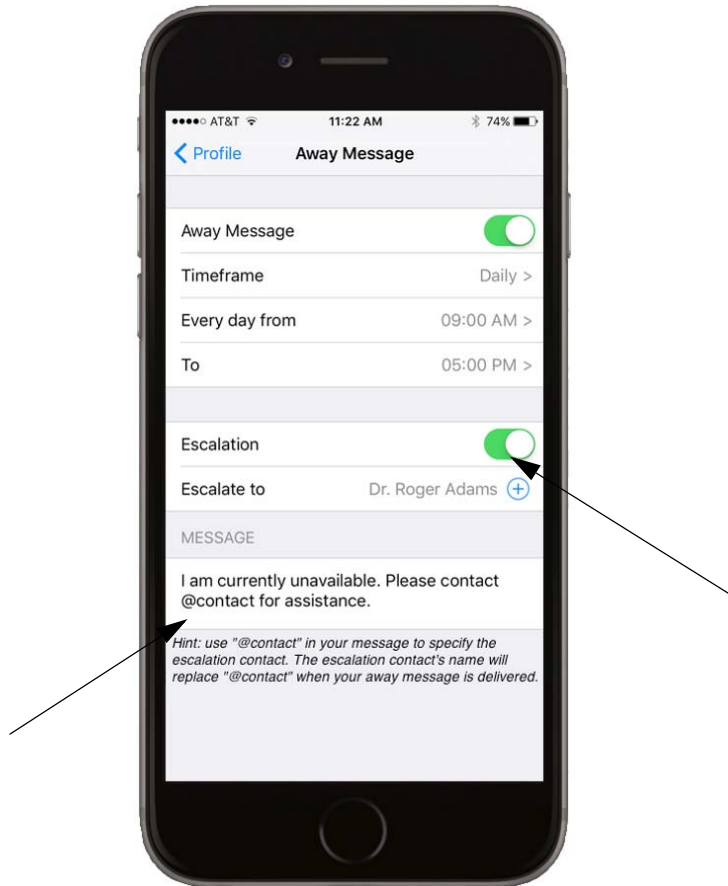 AT&T 11:22 AM 74%
Profile Away Message
Away Message
Timeframe Daily >
Every day from 09:00 AM >
To 05:00 PM >
Escalation
Escalate to Dr. Roger Adams +
MESSAGE
I am currently unavailable. Please contact
@contact for assistance.
Hint: use "@contact" in your message to specify the
escalation contact. The escalation contact's name will
replace "@contact" when your away message is delivered.